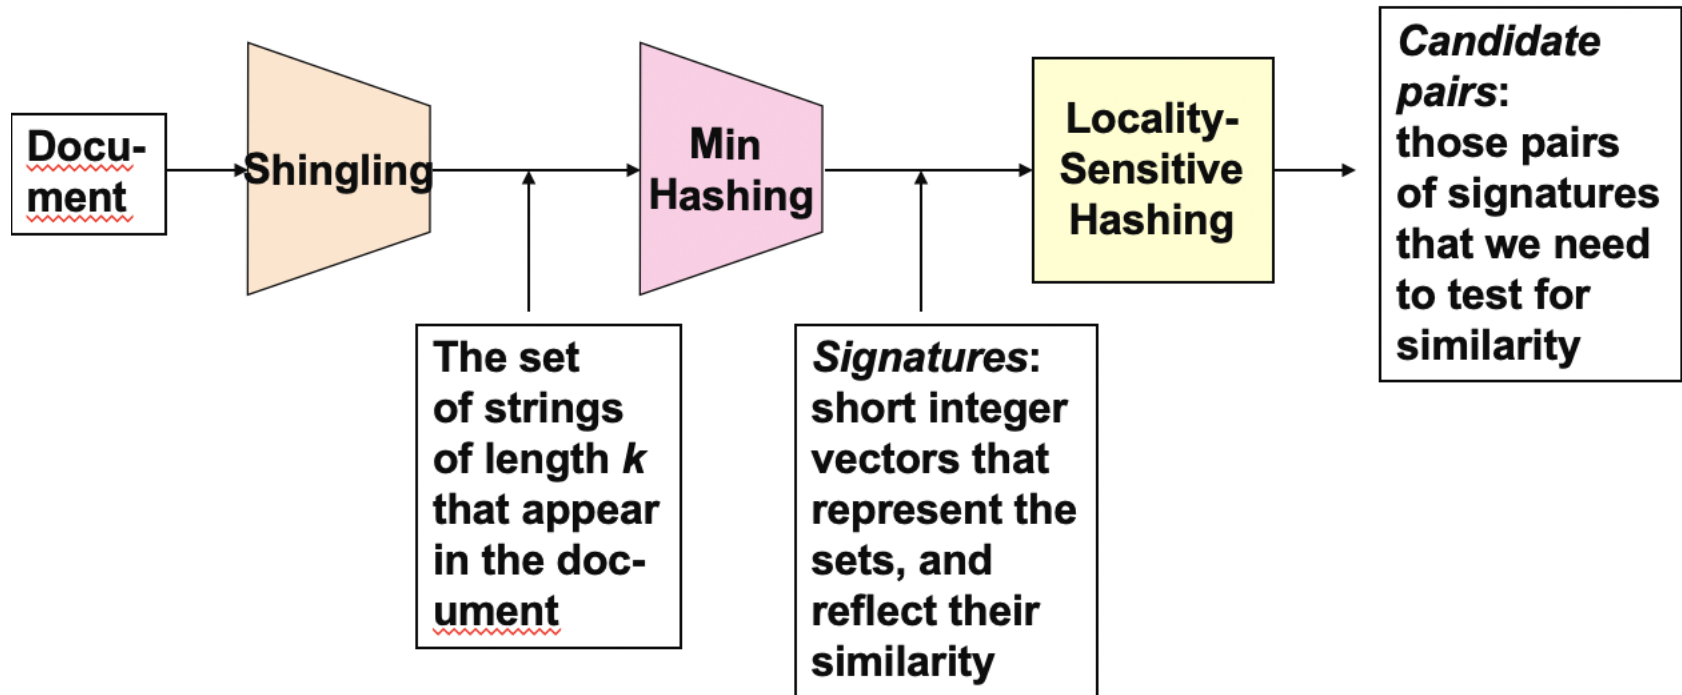 Docu-
ment
Shingling
The set
of strings
of length k
that appear
in the doc-
ument
Min
Hashing
Signatures:
short integer
vectors that
represent the
sets, and
reflect their
similarity
Locality-
Sensitive
Hashing
Candidate
pairs:
those pairs
of signatures
that we need
to test for
similarity